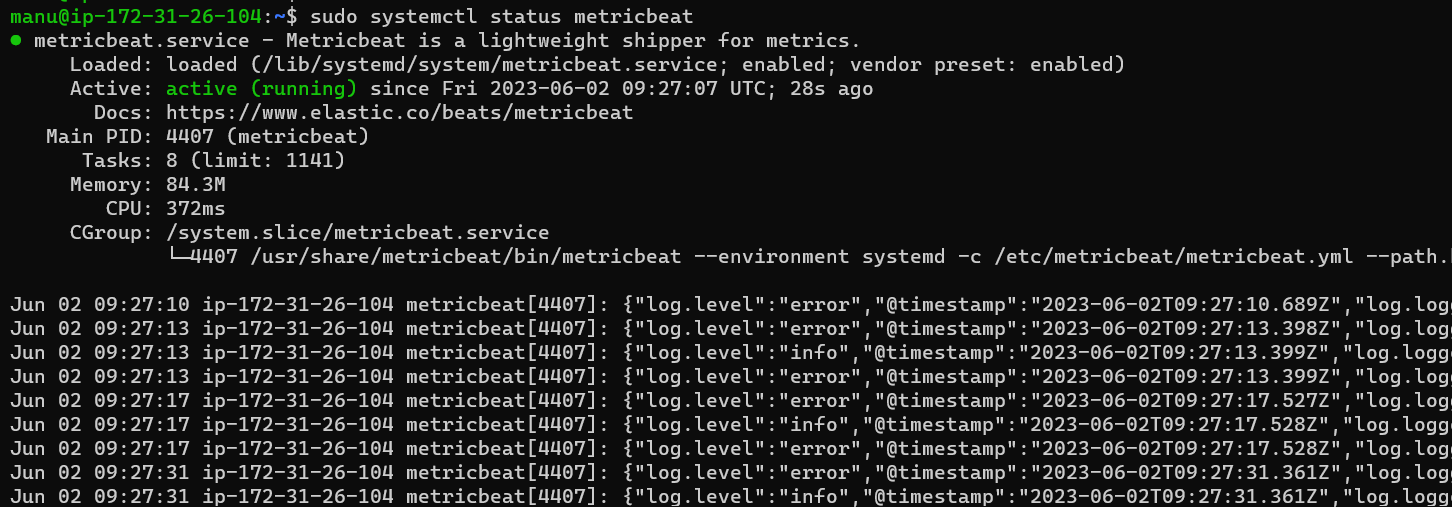 manu@ip-172-31-26-104:~$ sudo systemctl status metricbeat
● metricbeat.service - Metricbeat is a lightweight shipper for metrics.
     Loaded: loaded (/lib/systemd/system/metricbeat.service; enabled; vendor preset: enabled)
     Active: active (running) since Fri 2023-06-02 09:27:07 UTC; 28s ago
       Docs: https://www.elastic.co/beats/metricbeat
   Main PID: 4407 (metricbeat)
      Tasks: 8 (limit: 1141)
     Memory: 84.3M
        CPU: 372ms
     CGroup: /system.slice/metricbeat.service
             └─4407 /usr/share/metricbeat/bin/metricbeat --environment systemd -c /etc/metricbeat/metricbeat.yml --path.
Jun 02 09:27:10 ip-172-31-26-104 metricbeat[4407]: {"log.level":"error","@timestamp":"2023-06-02T09:27:10.689Z","log.logg
Jun 02 09:27:13 ip-172-31-26-104 metricbeat[4407]: {"log.level":"error","@timestamp":"2023-06-02T09:27:13.398Z","log.logg
Jun 02 09:27:13 ip-172-31-26-104 metricbeat[4407]: {"log.level":"info","@timestamp":"2023-06-02T09:27:13.399Z","log.logge
Jun 02 09:27:13 ip-172-31-26-104 metricbeat[4407]: {"log.level":"error","@timestamp":"2023-06-02T09:27:13.399Z","log.logg
Jun 02 09:27:17 ip-172-31-26-104 metricbeat[4407]: {"log.level":"error","@timestamp":"2023-06-02T09:27:17.527Z","log.logg
Jun 02 09:27:17 ip-172-31-26-104 metricbeat[4407]: {"log.level":"info","@timestamp":"2023-06-02T09:27:17.528Z","log.logge
Jun 02 09:27:17 ip-172-31-26-104 metricbeat[4407]: {"log.level":"error","@timestamp":"2023-06-02T09:27:17.528Z","log.logg
Jun 02 09:27:31 ip-172-31-26-104 metricbeat[4407]: {"log.level":"error","@timestamp":"2023-06-02T09:27:31.361Z","log.logg
Jun 02 09:27:31 ip-172-31-26-104 metricbeat[4407]: {"log.level":"info","@timestamp":"2023-06-02T09:27:31.361Z","log.logge